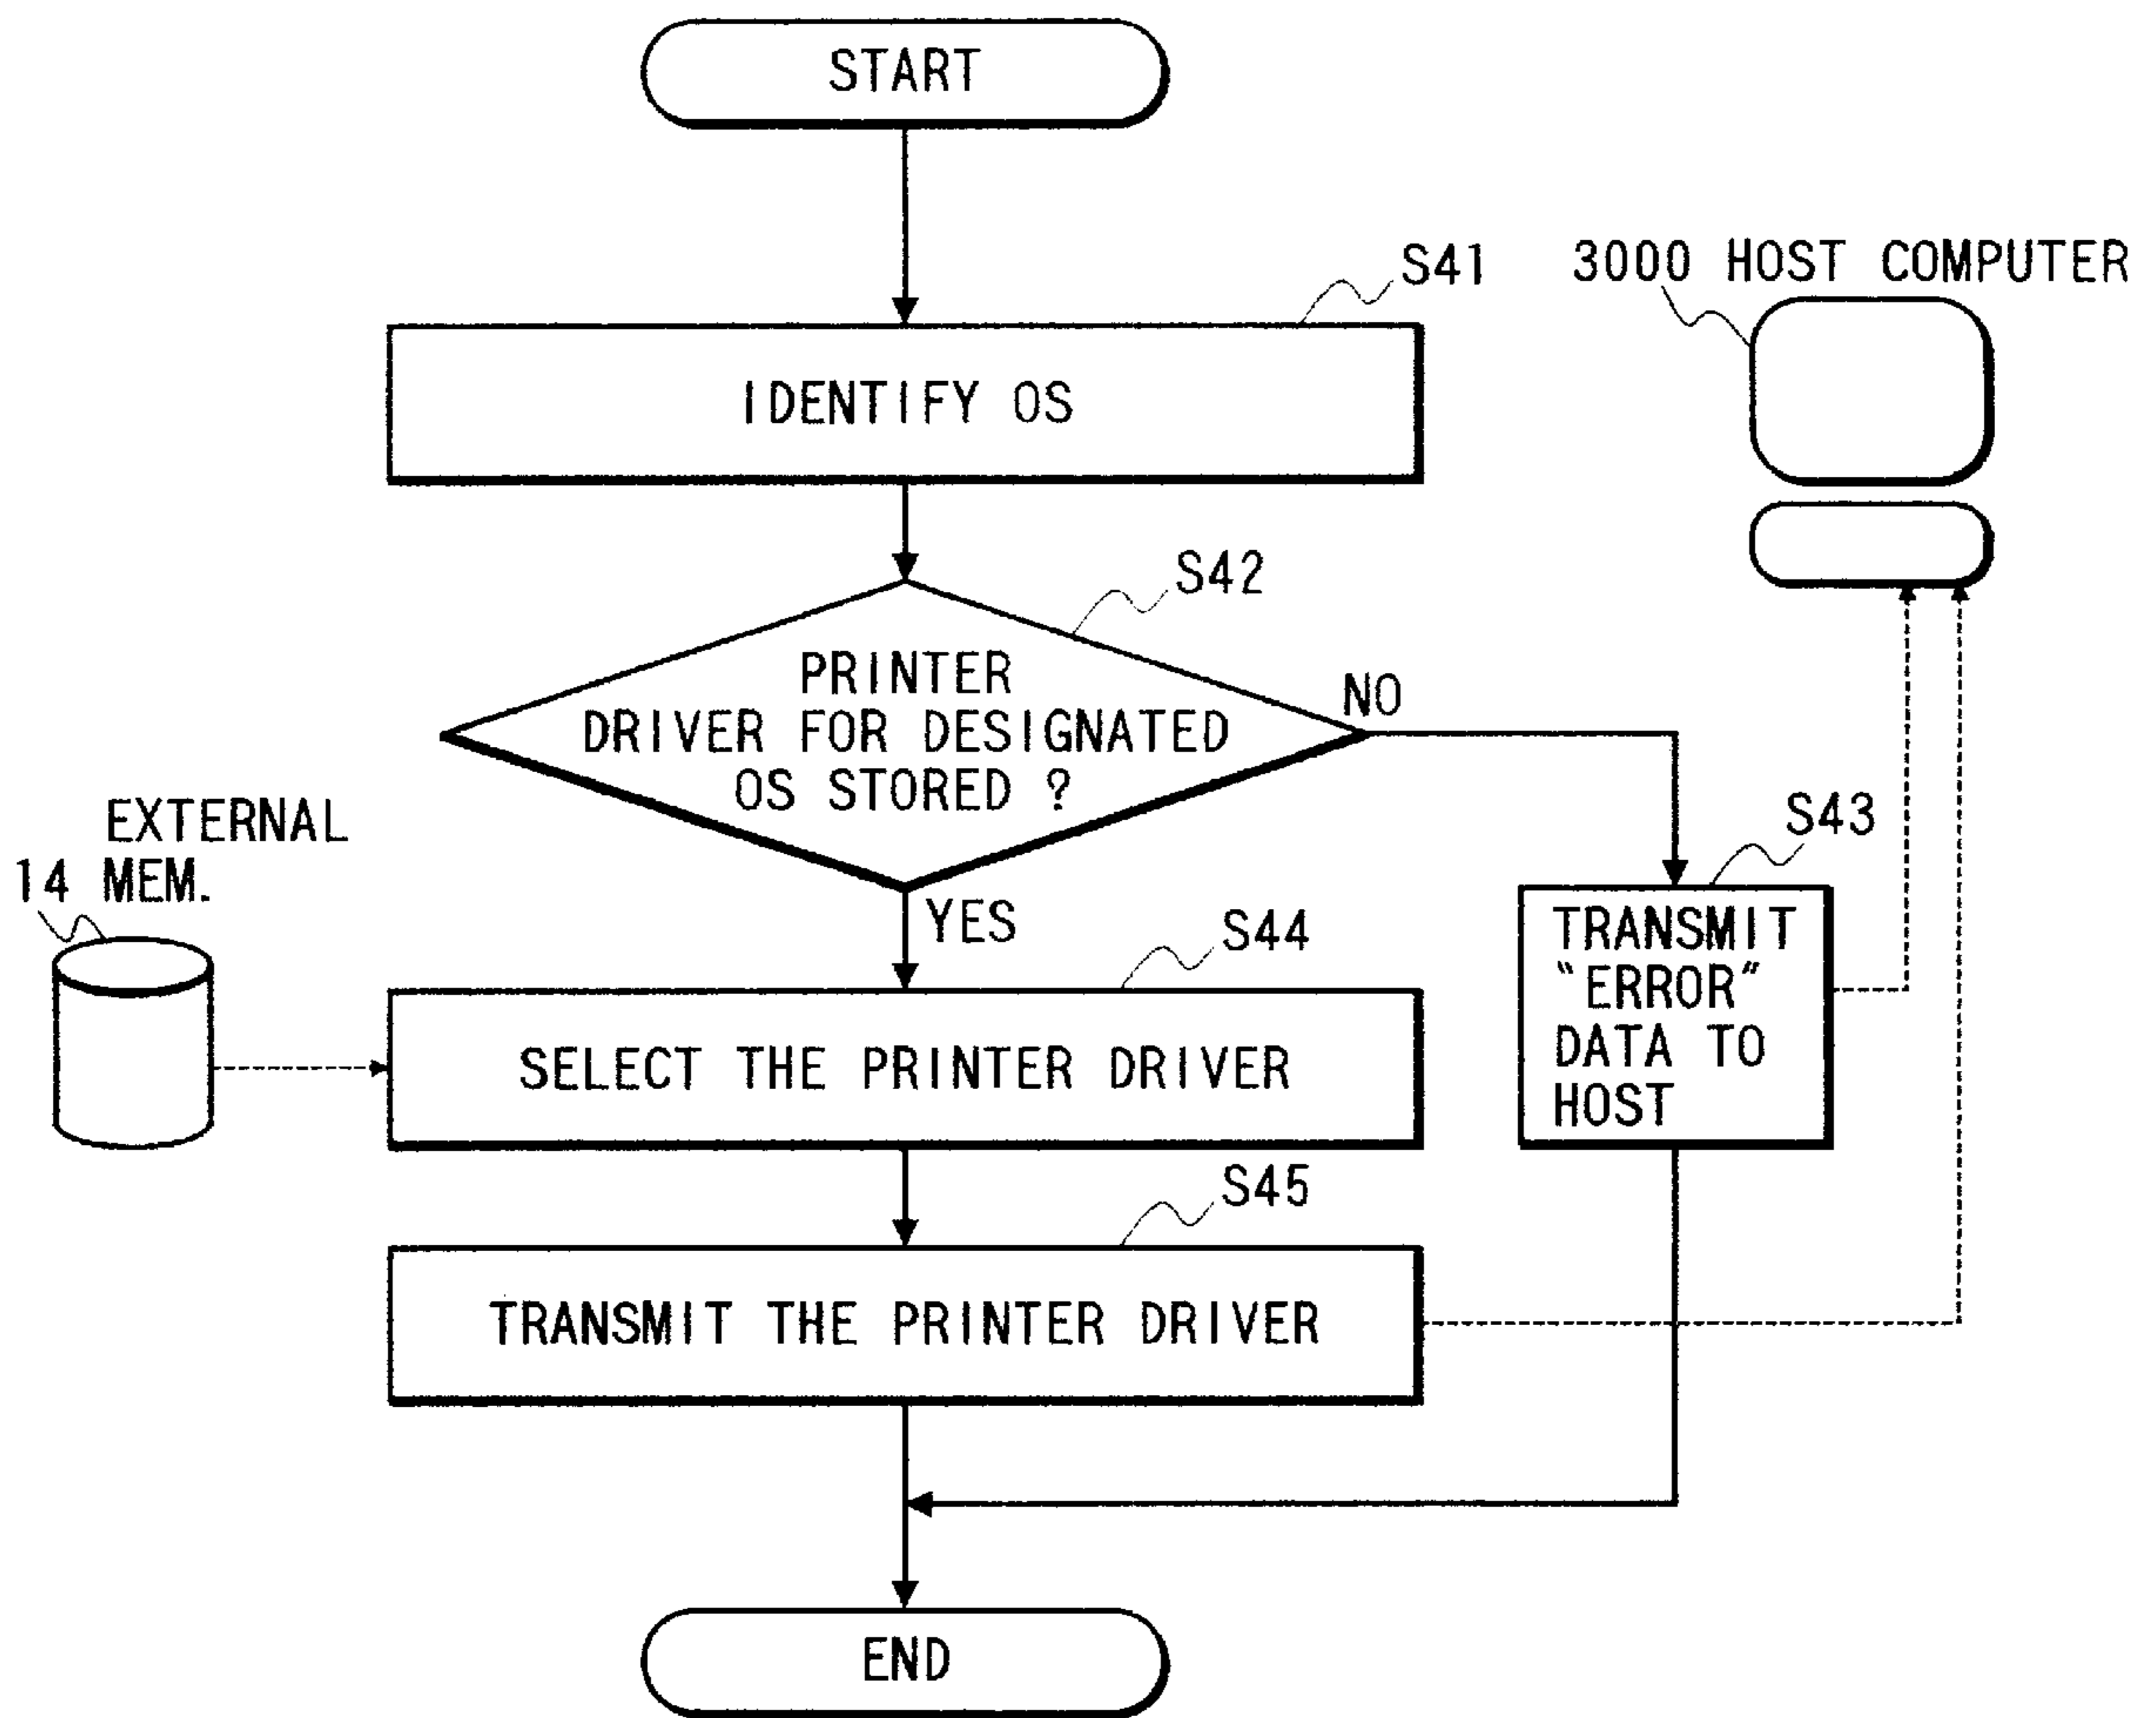 START
S41
3000 HOST COMPUTER
IDENTIFY OS
S42
PRINTER
DRIVER FOR DESIGNATED
OS STORED ?
NO
EXTERNAL
14 MEM.
S43
YES
S44
TRANSMIT
"ERROR"
DATA TO
HOST
SELECT THE PRINTER DRIVER
S45
TRANSMIT THE PRINTER DRIVER
END